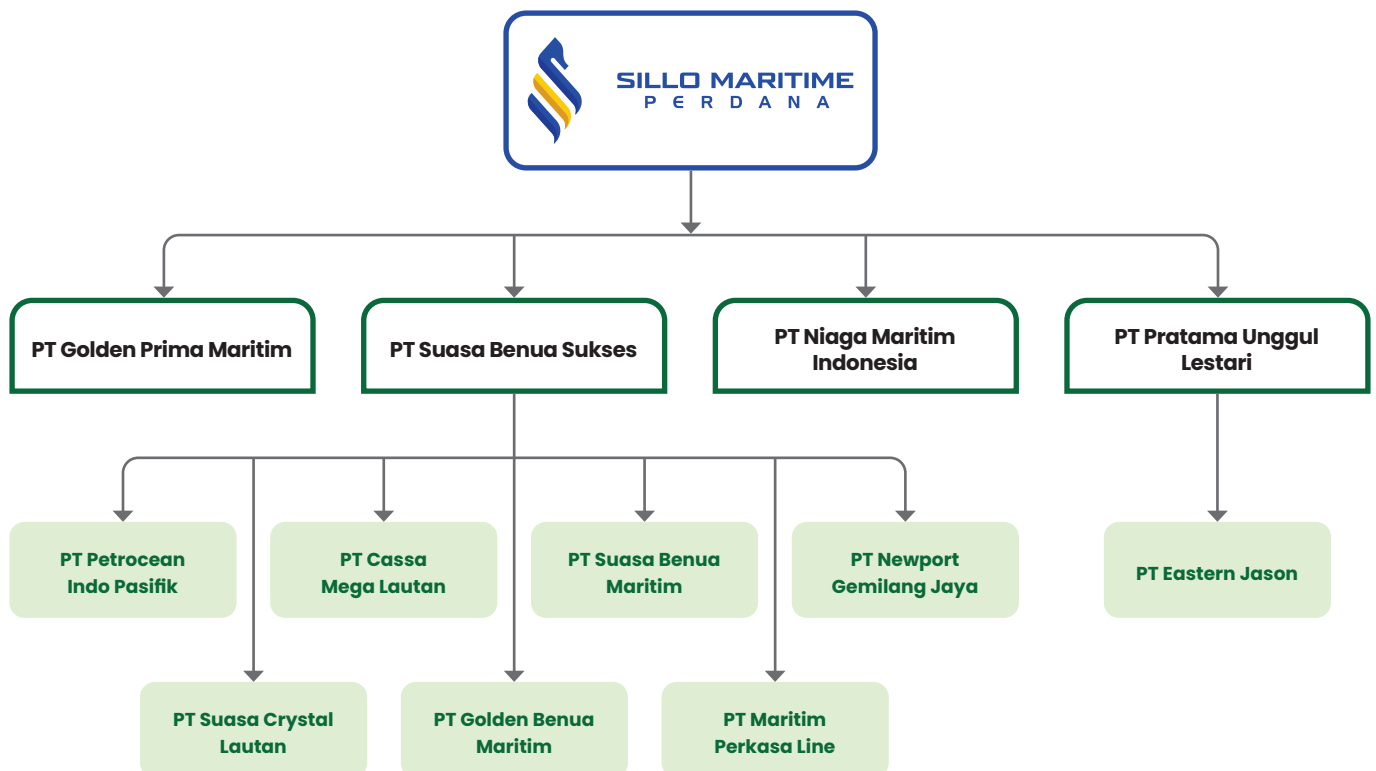 SILLO MARITIME
PERDANA
PT Golden Prima Maritim
PT Suasa Benua Sukses
PT Niaga Maritim
Indonesia
PT Pratama Unggul
Lestari
PT Petrocean
Indo Pasifik
PT Cassa
Mega Lautan
PT Suasa Benua
Maritim
PT Newport
Gemilang Jaya
PT Eastern Jason
PT Suasa Crystal
Lautan
PT Golden Benua
Maritim
PT Maritim
Perkasa Line